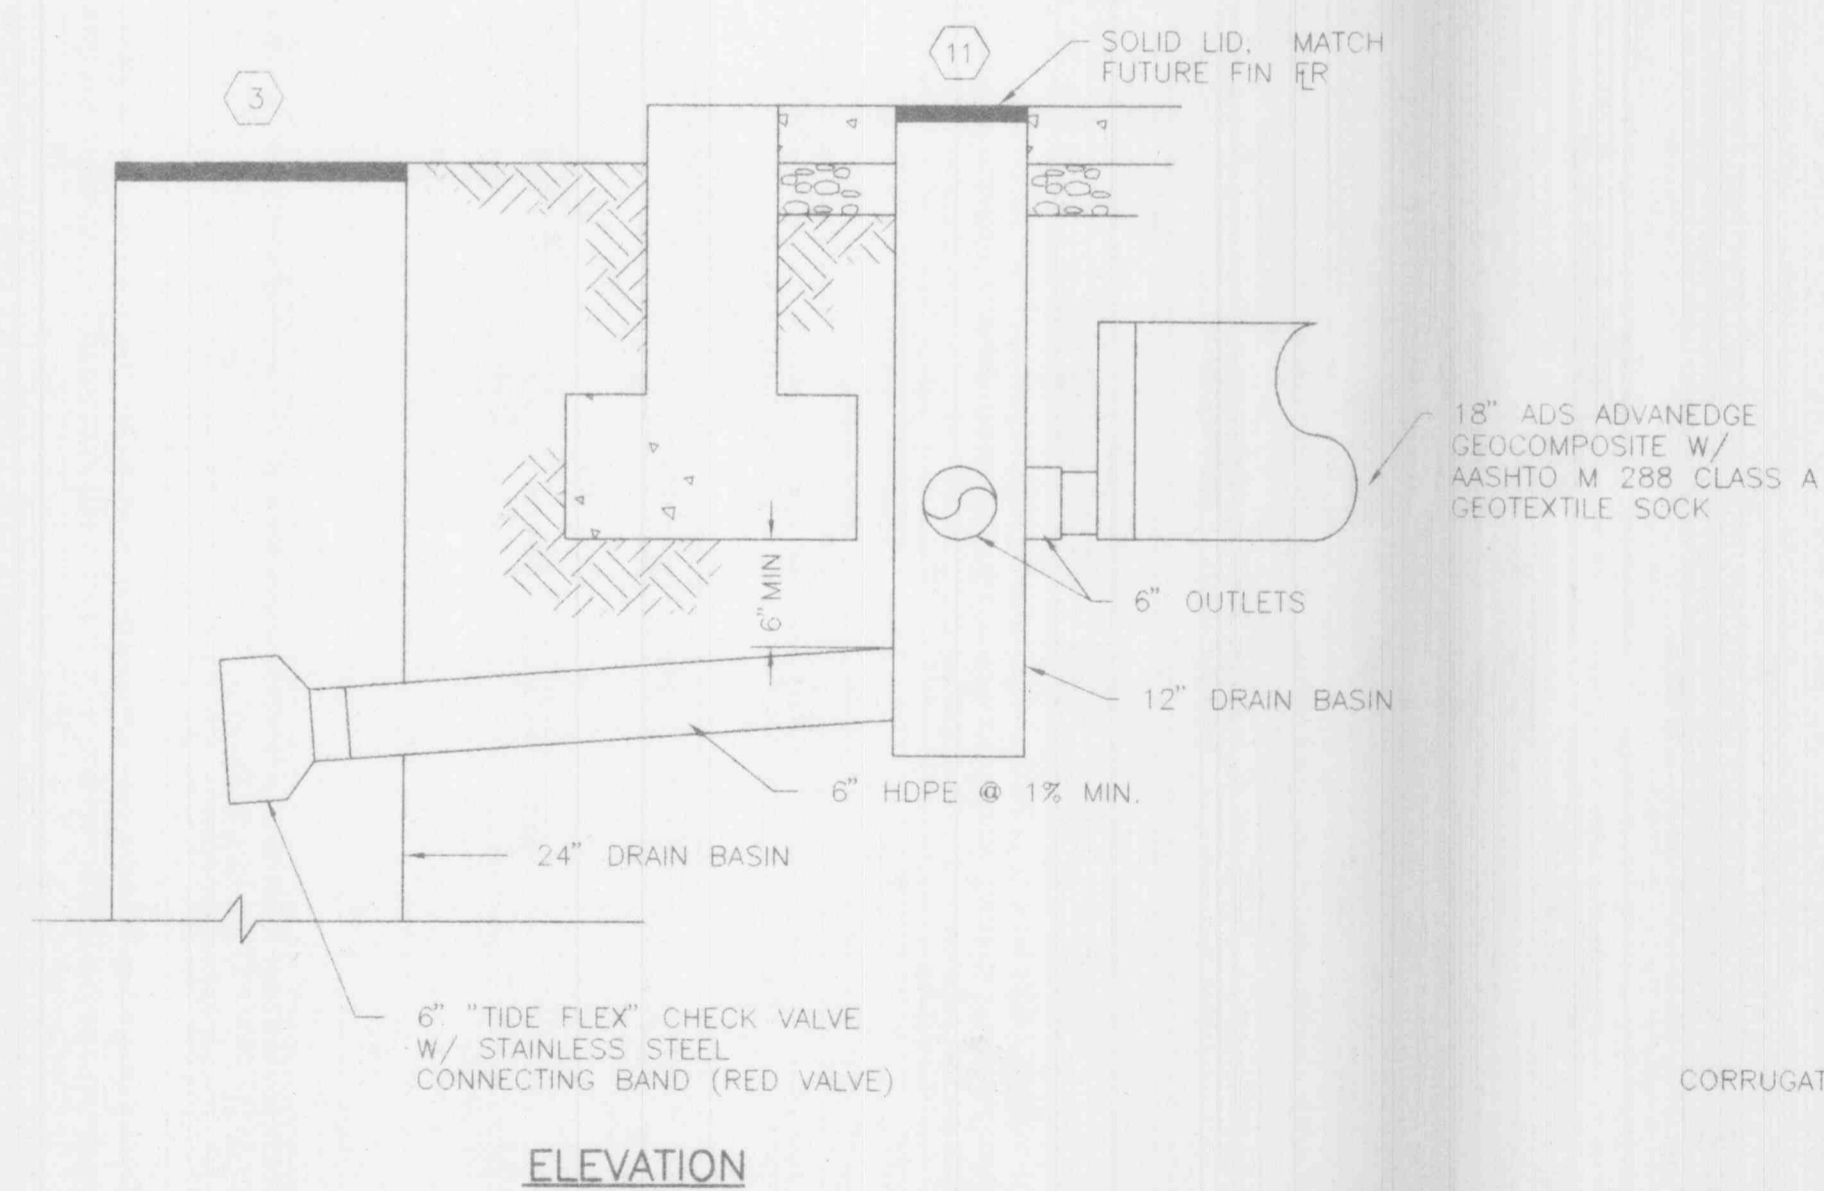 3
11
SOLID LID, MATCH
FUTURE FIN FLR
18" ADS ADVANEDGE
GEOCOMPOSITE W/
AASHTO M 288 CLASS A
GEOTEXTILE SOCK
6" MIN
6" OUTLETS
12" DRAIN BASIN
6" HDPE @ 1% MIN.
24" DRAIN BASIN
6" "TIDE FLEX" CHECK VALVE
W/ STAINLESS STEEL
CONNECTING BAND (RED VALVE)
CORRUGAT
ELEVATION